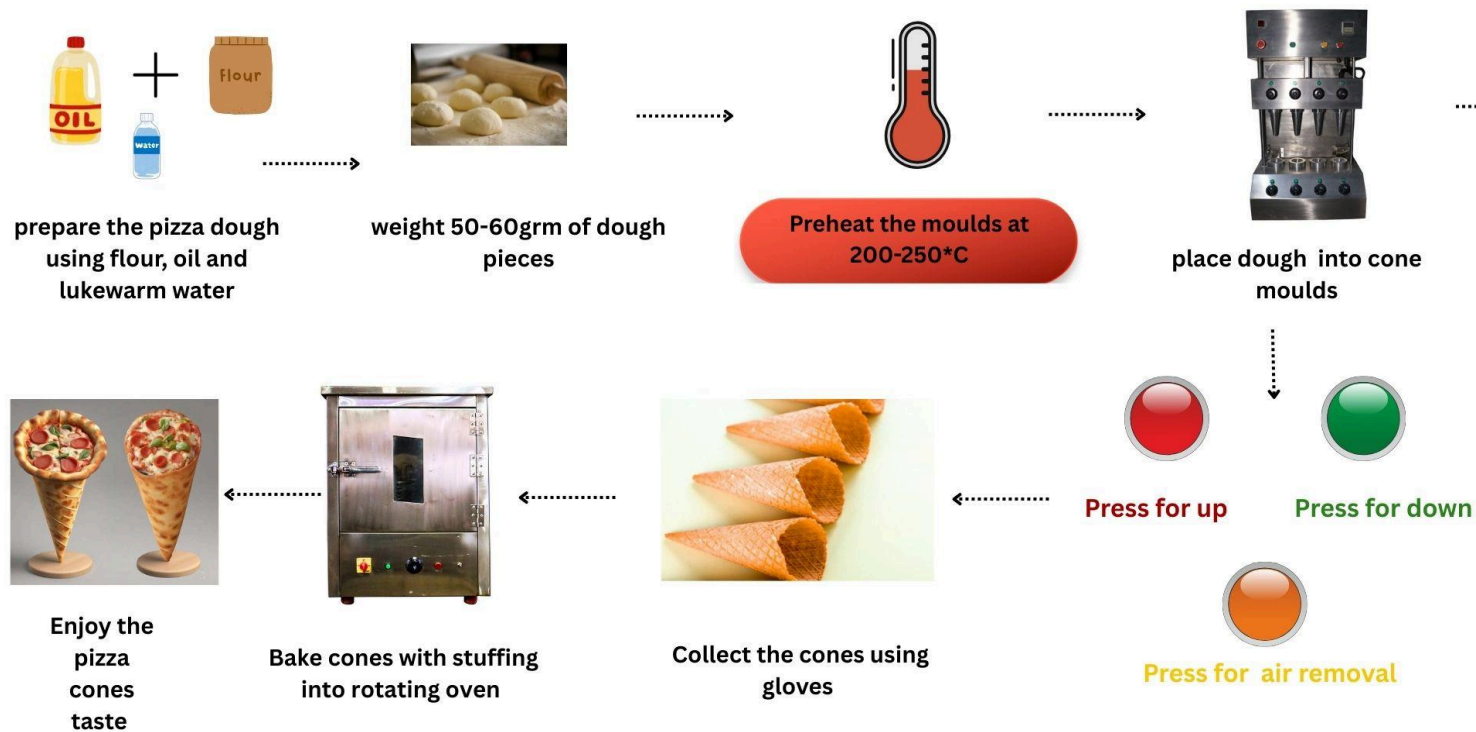 OIL
Flour
Water
prepare the pizza dough
using flour, oil and
lukewarm water
weight 50-60grm of dough
pieces
Preheat the moulds at
200-250*C
place dough into cone
moulds
Press for up
Press for down
Press for air removal
Collect the cones using
gloves
Bake cones with stuffing
into rotating oven
Enjoy the
pizza
cones
taste